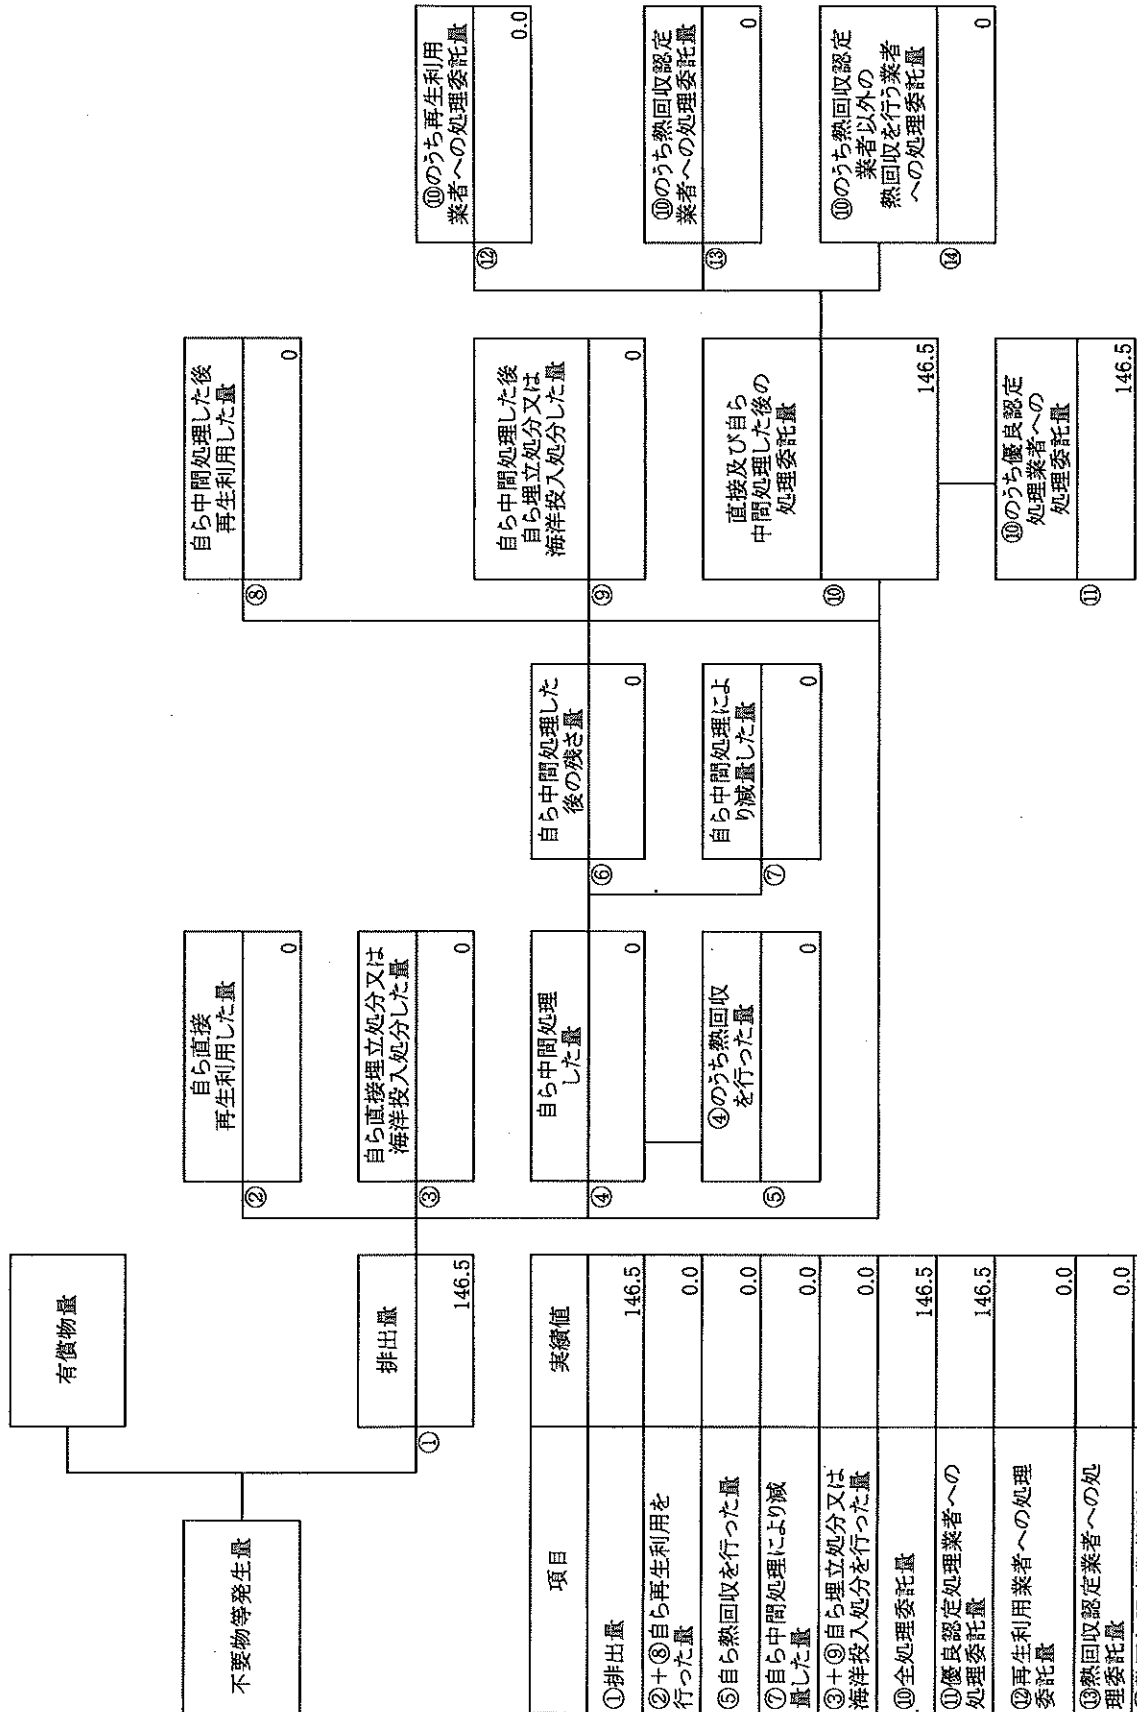 不要物等発生量
有償物量
排出量
①
146.5
自ら直接
再生利用した量
②
0
自ら直接埋立処分又は
海洋投入処分した量
③
0
自ら中間処理
した量
④
0
④のうち熱回収
を行った量
⑤
0
自ら中間処理した
後の残さ量
⑥
0
自ら中間処理によ
り減量した量
⑦
0
自ら中間処理した後
再生利用した量
⑧
0
自ら中間処理した後
自ら埋立処分又は
海洋投入処分した量
⑨
0
直接及び自ら
中間処理した後の
処理委託量
⑩
146.5
⑩のうち優良認定
処理業者への
処理委託量
⑪
146.5
⑩のうち再生利用
業者への処理委託量
⑫
0.0
⑩のうち熱回収認定
業者への処理委託量
⑬
0
⑩のうち熱回収認定
業者以外の
熱回収を行う業者
への処理委託量
⑭
0
項目 実績値
①排出量 146.5
②+⑧自ら再生利用を
行った量 0.0
⑤自ら熱回収を行った量 0.0
⑦自ら中間処理により減
量した量 0.0
③+⑨自ら埋立処分又は
海洋投入処分を行った量 0.0
⑩全処理委託量 146.5
⑪優良認定処理業者への
処理委託量 146.5
⑫再生利用業者への処理
委託量 0.0
⑬熱回収認定業者への処
理委託量 0.0